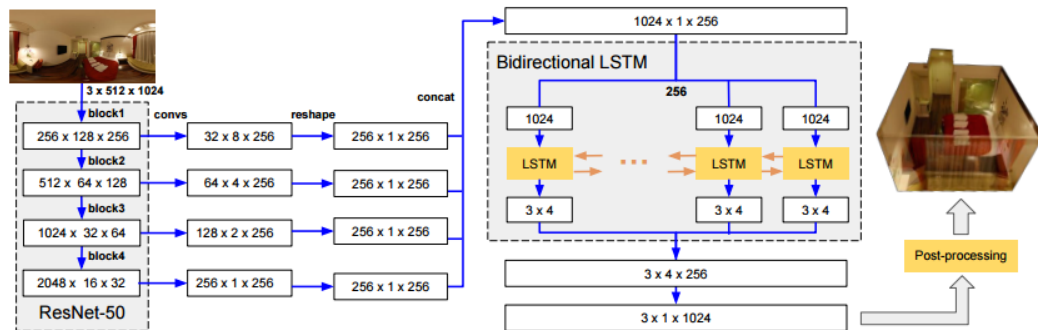 3 x 512 x 1024
block1
256 x 128 x 256
convs
32 x 8 x 256
reshape
256 x 1 x 256
concat
block2
512 x 64 x 128
64 x 4 x 256
256 x 1 x 256
block3
1024 x 32 x 64
128 x 2 x 256
256 x 1 x 256
block4
2048 x 16 x 32
256 x 1 x 256
256 x 1 x 256
ResNet-50
1024 x 1 x 256
Bidirectional LSTM
256
1024
1024
1024
LSTM
LSTM
LSTM
3 x 4
3 x 4
3 x 4
3 x 4 x 256
3 x 1 x 1024
Post-processing